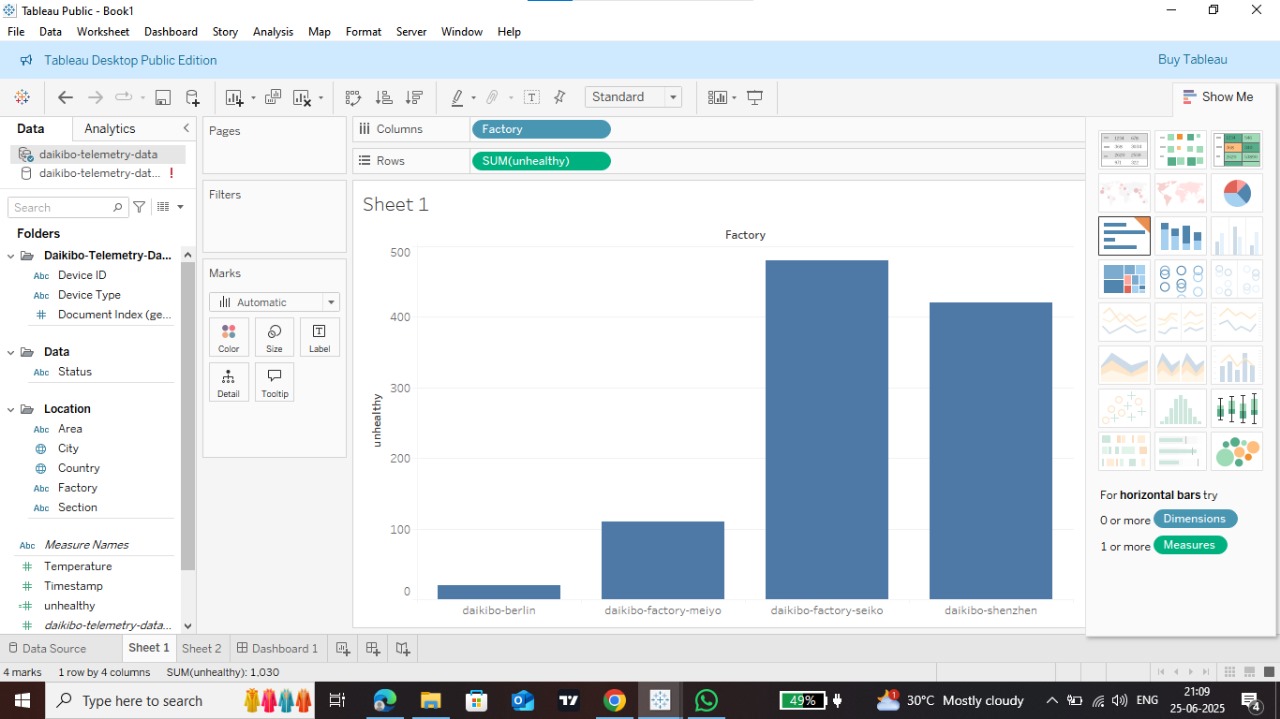 Tableau Public - Book1
File Data Worksheet Dashboard Story Analysis Map Format Server Window Help
Tableau Desktop Public Edition
Buy Tableau
Standard
Show Me
Data Analytics
daikibo-telemetry-data
daikibo-telemetry-dat... !
Search
Folders
Daikibo-Telemetry-Da...
Abc Device ID
Abc Device Type
# Document Index (ge...
Data
Abc Status
Location
Abc Area
City
Country
Abc Factory
Abc Section
Abc Measure Names
# Temperature
# Timestamp
=# unhealthy
# daikibo-telemetry-data...
Pages
Filters
Marks
Automatic
Color Size Label
Detail Tooltip
Columns Factory
Rows SUM(unhealthy)
Sheet 1
Factory
unhealthy
500
400
300
200
100
0
daikibo-berlin daikibo-factory-meiyo daikibo-factory-seiko daikibo-shenzhen
For horizontal bars try
0 or more Dimensions
1 or more Measures
Data Source Sheet 1 Sheet 2 Dashboard 1
4 marks 1 row by 4 columns SUM(unhealthy): 1,030
Type here to search
49%
1
30°C Mostly cloudy
ENG
21:09
25-06-2025
4